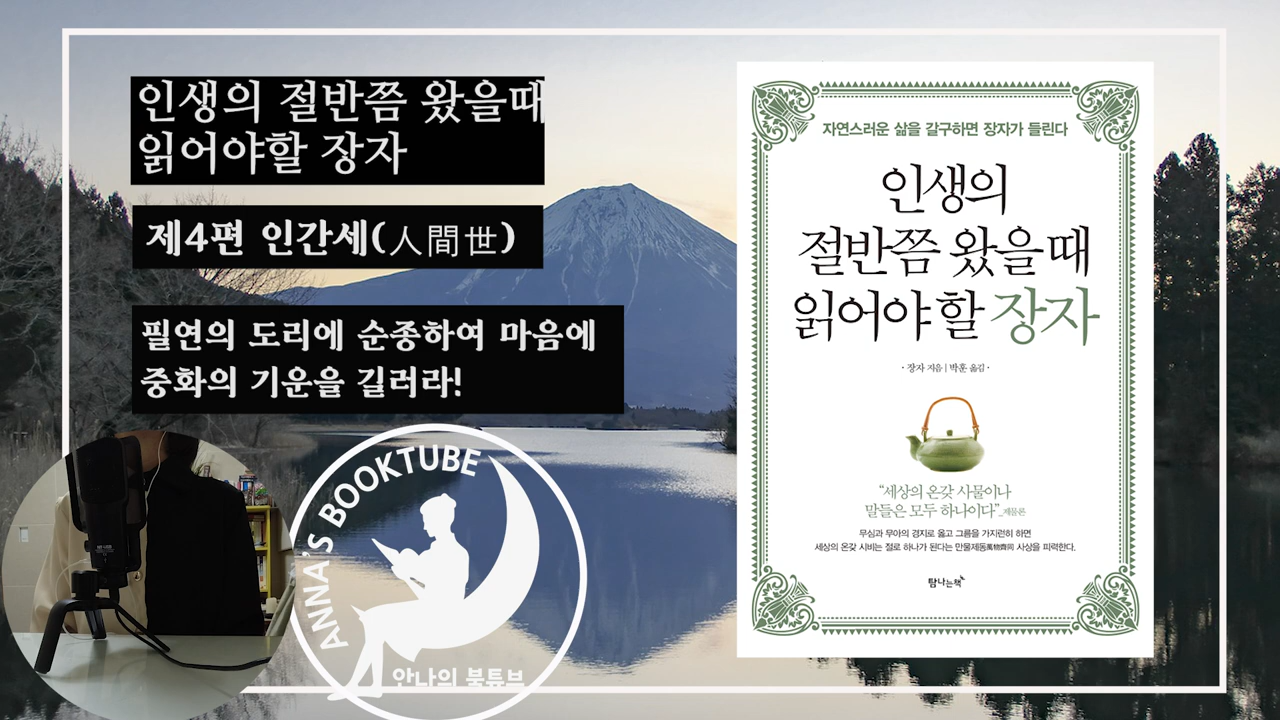 인생의 절반쯤 왔을때
읽어야할 장자
제4편 인간세(人間世)
필연의 도리에 순종하여 마음에
중화의 기운을 길러라!
ANNA'S BOOKTUBE
안나의 북튜브
자연스러운 삶을 갈구하면 장자가 들린다
인생의
절반쯤 왔을 때
읽어야 할 장자
· 장자 지음 | 박훈 옮김 ·
“세상의 온갖 사물이나
말들은 모두 하나이다”_제물론
무심과 무아의 경지로 옳고 그름을 가지런히 하면
세상의 온갖 시비는 절로 하나가 된다는 만물제동萬物齊同 사상을 피력한다.
탐나는책